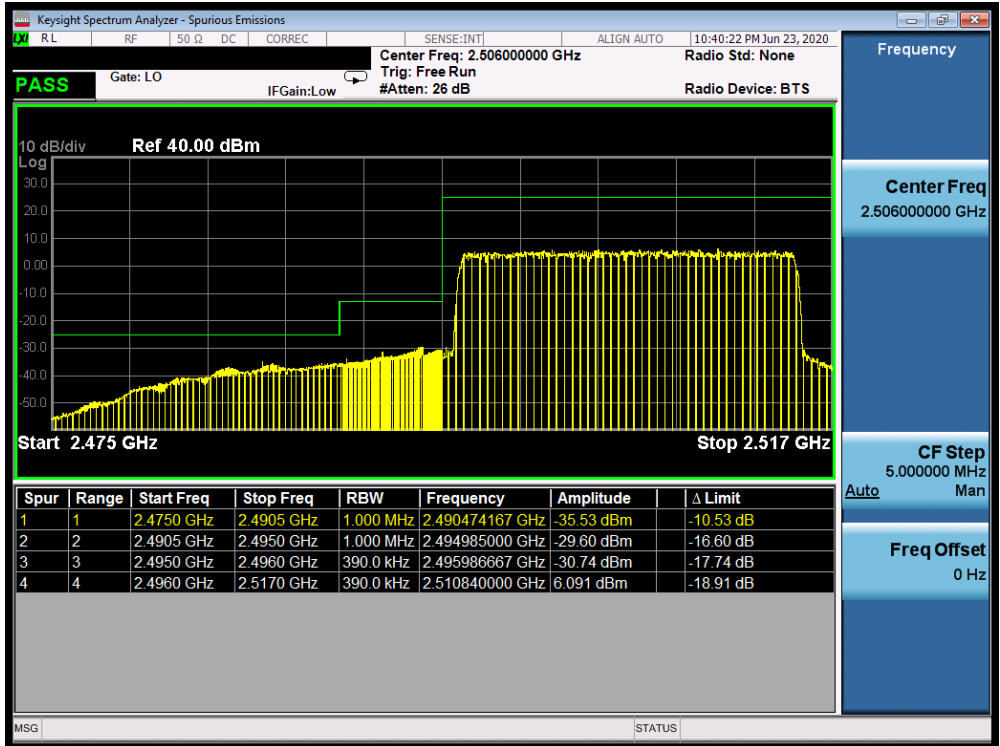 Keysight Spectrum Analyzer - Spurious Emissions
LXI RL RF 50 Ω DC CORREC SENSE:INT ALIGN AUTO 10:40:22 PM Jun 23, 2020
Center Freq: 2.506000000 GHz Radio Std: None
PASS Gate: LO Trig: Free Run
IFGain:Low #Atten: 26 dB Radio Device: BTS
Frequency
10 dB/div Ref 40.00 dBm
Log
30.0
20.0
10.0
0.00
-10.0
-20.0
-30.0
-40.0
-50.0
Start 2.475 GHz Stop 2.517 GHz
Spur Range Start Freq Stop Freq RBW Frequency Amplitude Δ Limit
1 1 2.4750 GHz 2.4905 GHz 1.000 MHz 2.490474167 GHz -35.53 dBm -10.53 dB
2 2 2.4905 GHz 2.4950 GHz 1.000 MHz 2.494985000 GHz -29.60 dBm -16.60 dB
3 3 2.4950 GHz 2.4960 GHz 390.0 kHz 2.495986667 GHz -30.74 dBm -17.74 dB
4 4 2.4960 GHz 2.5170 GHz 390.0 kHz 2.510840000 GHz 6.091 dBm -18.91 dB
Center Freq
2.506000000 GHz
CF Step
5.000000 MHz
Auto Man
Freq Offset
0 Hz
MSG STATUS